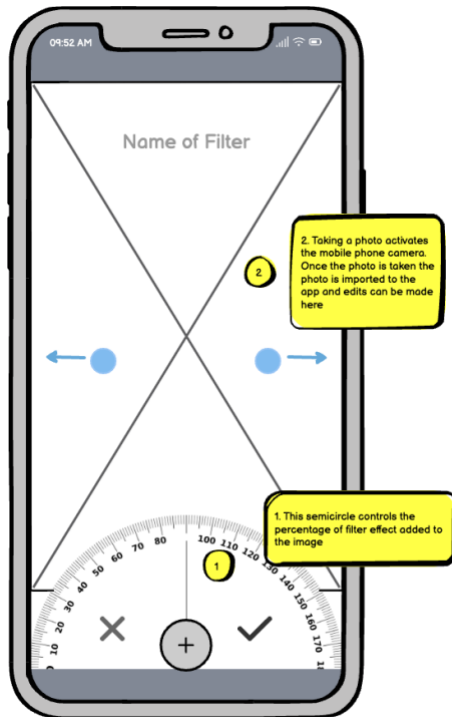 09:52 AM
Name of Filter
2. Taking a photo activates
the mobile phone camera.
Once the photo is taken the
photo is imported to the
app and edits can be made
here
2
1. This semicircle controls the
percentage of filter effect added to
the image
1
0 10 20 30 40 50 60 70 80 100 110 120 130 140 150 160 170 18
+